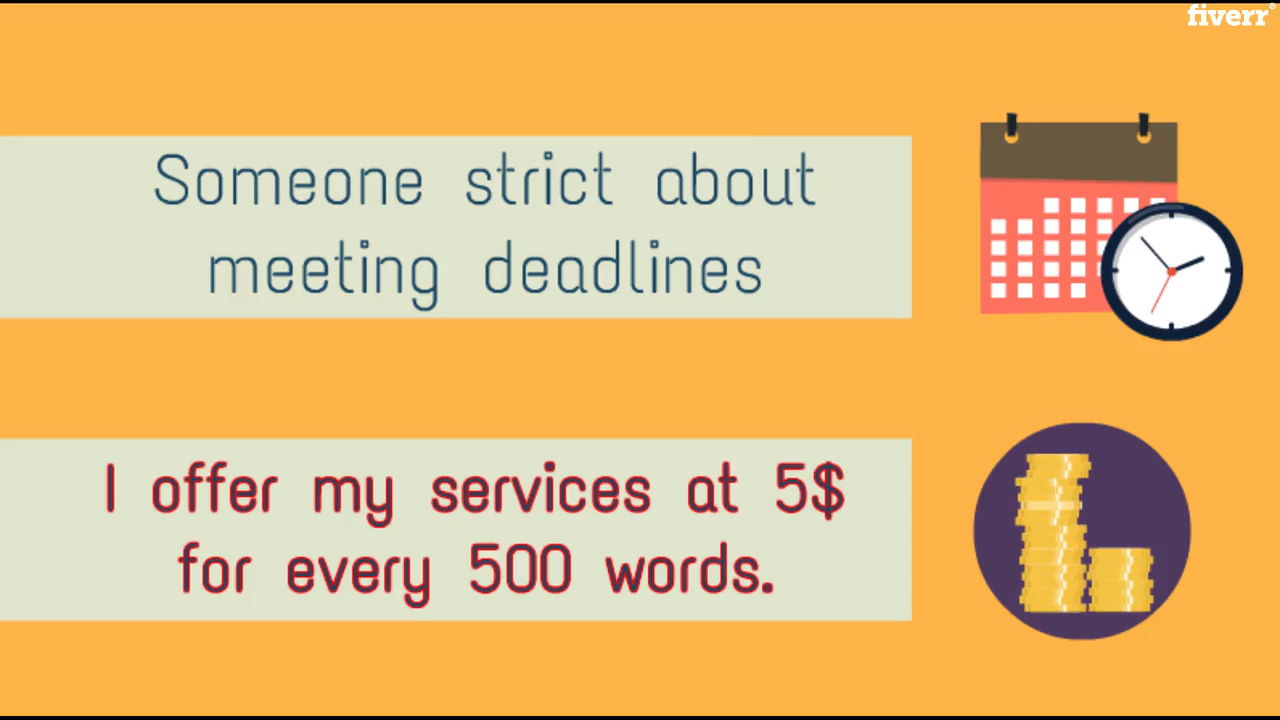 fiverr®
Someone strict about
meeting deadlines
I offer my services at 5$
for every 500 words.